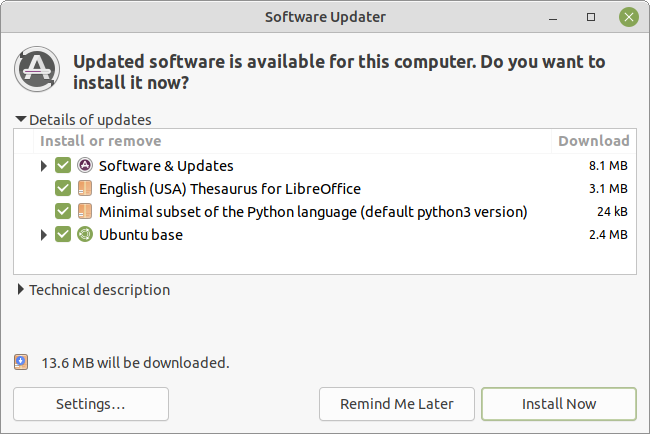 Software Updater
Updated software is available for this computer. Do you want to
install it now?
Details of updates
Install or remove Download
Software & Updates 8.1 MB
English (USA) Thesaurus for LibreOffice 3.1 MB
Minimal subset of the Python language (default python3 version) 24 kB
Ubuntu base 2.4 MB
Technical description
13.6 MB will be downloaded.
Settings... Remind Me Later Install Now